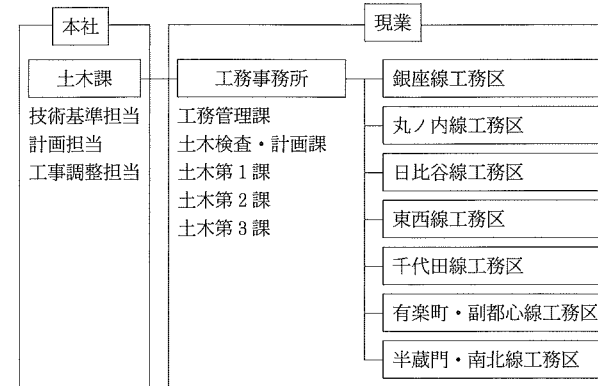 本社
土木課
技術基準担当
計画担当
工事調整担当
現業
工務事務所
工務管理課
土木検査・計画課
土木第1課
土木第2課
土木第3課
銀座線工務区
丸ノ内線工務区
日比谷線工務区
東西線工務区
千代田線工務区
有楽町・副都心線工務区
半蔵門・南北線工務区